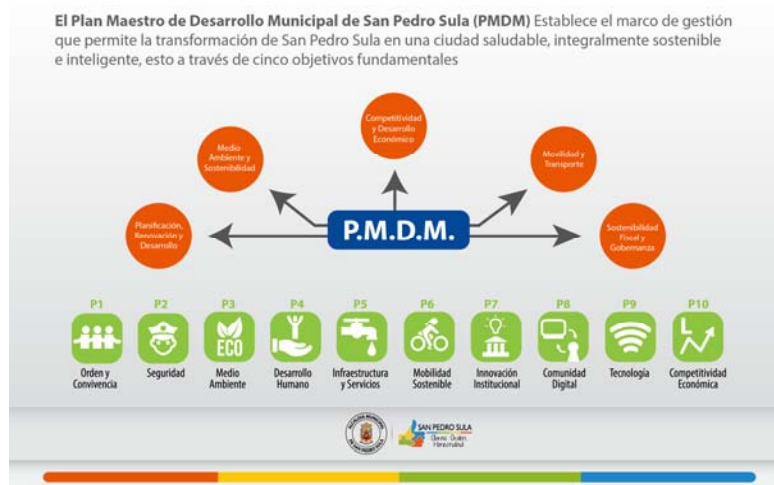 El Plan Maestro de Desarrollo Municipal de San Pedro Sula (PMDM) Establece el marco de gestión
que permite la transformación de San Pedro Sula en una ciudad saludable, integralmente sostenible
e inteligente, esto a través de cinco objetivos fundamentales
Competitividad
y Desarrollo
Económico
Medio
Ambiente y
Sostenibilidad
Movilidad y
Transporte
Planificación,
Renovación y
Desarrollo
P.M.D.M.
Sostenibilidad
Fiscal y
Gobernanza
P1
P2
P3
P4
P5
P6
P7
P8
P9
P10
ECO
Orden y
Convivencia
Seguridad
Medio
Ambiente
Desarrollo
Humano
Infraestructura
y Servicios
Mobilidad
Sostenible
Innovación
Institucional
Comunidad
Digital
Tecnología
Competitividad
Económica
SAN PEDRO SULA